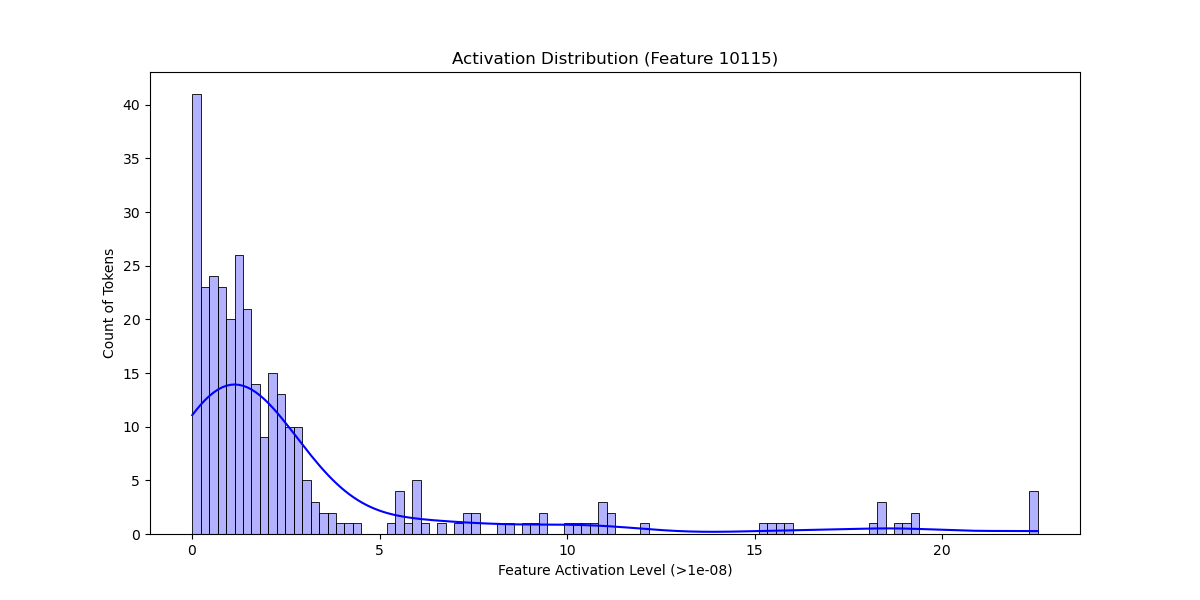 Activation Distribution (Feature 10115)
Count of Tokens
40
35
30
25
20
15
10
5
0
0 5 10 15 20
Feature Activation Level (>1e-08)